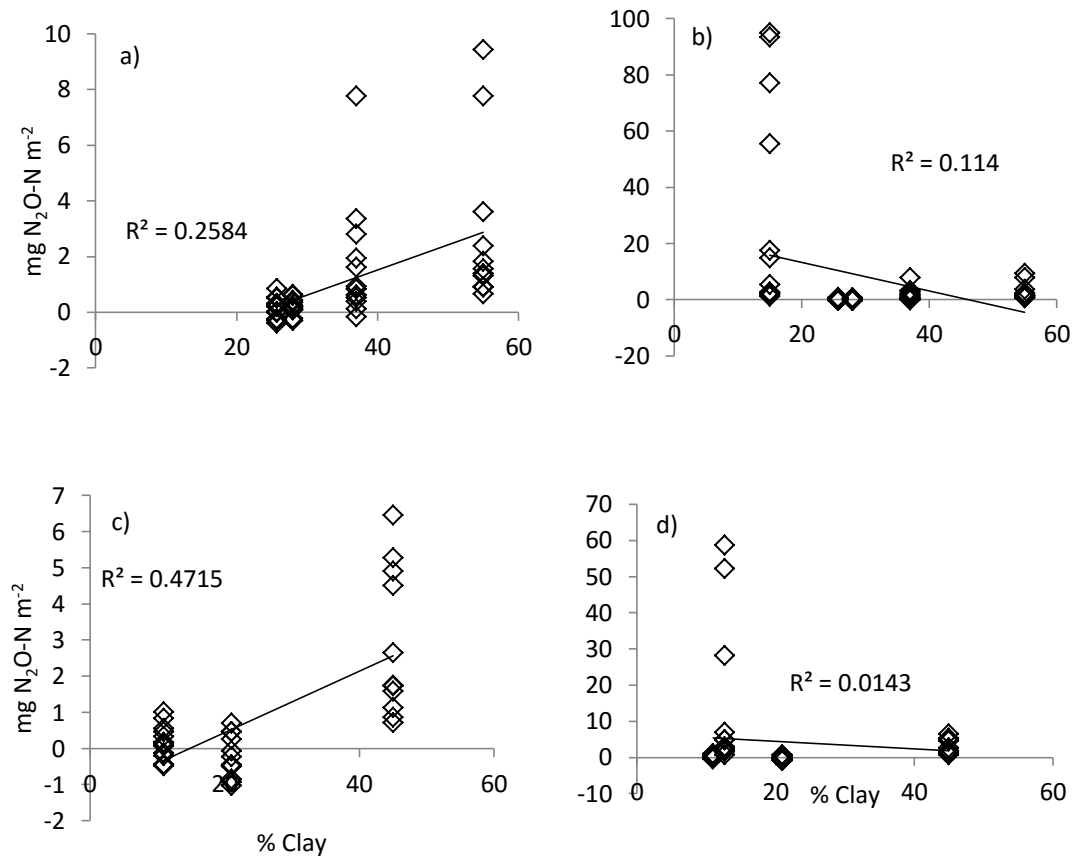 a)
mg N₂O-N m⁻²
10
8
6
4
2
0
-2
R² = 0.2584
0 20 40 60
b)
100
80
60
40
20
0
-20
R² = 0.114
0 20 40 60
c)
mg N₂O-N m⁻²
7
6
5
4
3
2
1
0
-1
-2
R² = 0.4715
0 20 40 60
% Clay
d)
70
60
50
40
30
20
10
0
-10
R² = 0.0143
0 20 40 60
% Clay